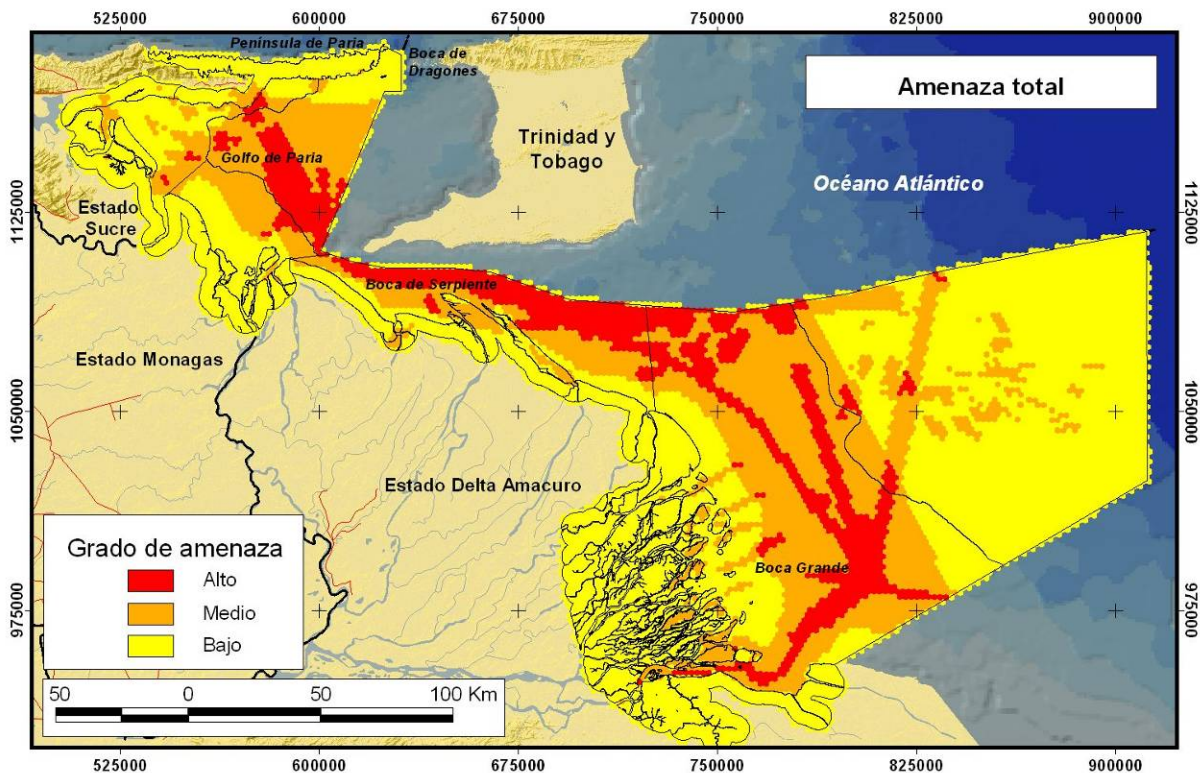 525000 600000 675000 750000 825000 900000
Península de Paria
Boca de
Dragones
Amenaza total
Trinidad y
Tobago
Golfo de Paria
Océano Atlántico
1125000
1125000
Estado
Sucre
Boca de Serpiente
Estado Monagas
1050000
1050000
Estado Delta Amacuro
Grado de amenaza
Alto
Medio
Bajo
Boca Grande
975000
975000
50 0 50 100 Km
525000 600000 675000 750000 825000 900000